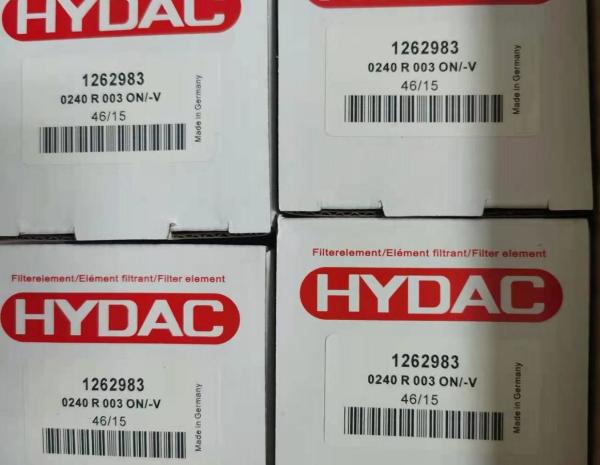 HYDAC
1262983
0240 R 003 ON/-V
46/15
Made in Germany
HYDAC
1262983
0240 R 003 ON/-V
46/15
Made in Germany
Filterelement/Elément filtrant/Filter element
HYDAC
1262983
0240 R 003 ON/-V
46/15
Made in Germany
Filterelement/Elément filtrant/Filter element
HYDAC
1262983
0240 R 003 ON/-V
46/15
Made in Germany